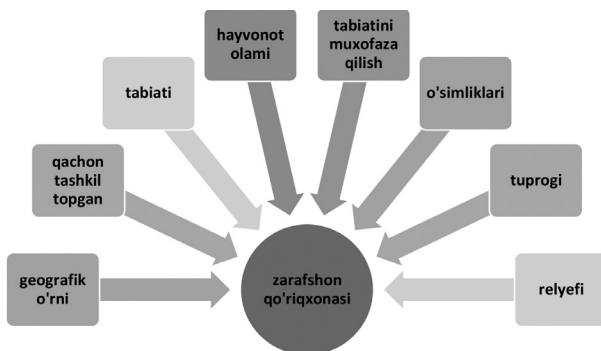 hayvonot
olami
tabiatini
muxofaza
qilish
tabiati
o'simliklari
qachon
tashkil
topgan
tuprogi
geografik
o'rni
zarafshon
qo'riqxonasi
relyefi